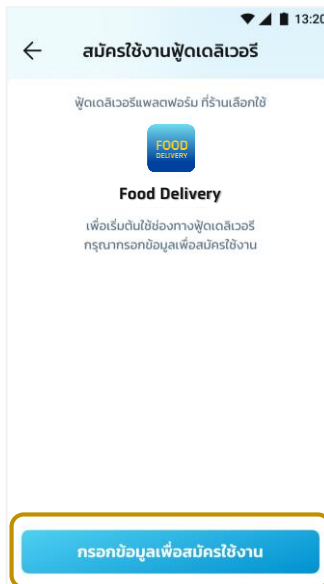 13:20
สมัครใช้งานฟู้ดเดลิเวอรี
ฟู้ดเดลิเวอรีแพลตฟอร์ม ที่ร้านเลือกใช้
FOOD
DELIVERY
Food Delivery
เพื่อเริ่มต้นใช้ช่องทางฟู้ดเดลิเวอรี
กรุณากรอกข้อมูลเพื่อสมัครใช้งาน
กรอกข้อมูลเพื่อสมัครใช้งาน